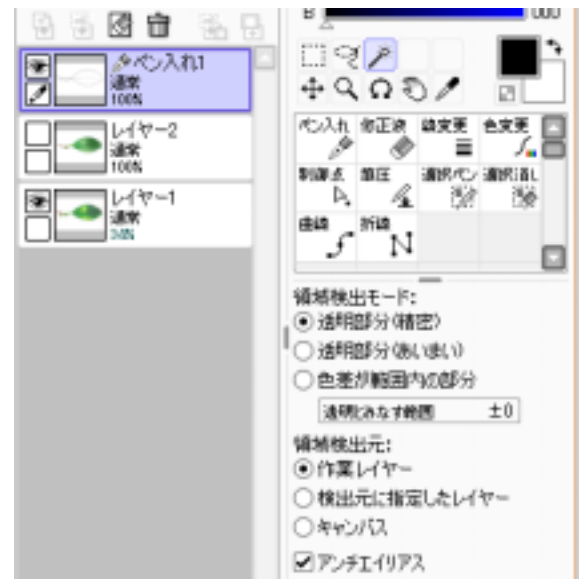 B
000
ペン入れ1
通常
100%
レイヤー2
通常
100%
レイヤー1
通常
34%
ペン入れ 修正液 線変更 色変更
制御点 筆圧 選択ペン 選択消し
曲線 折線
領域検出モード:
透明部分(精密)
透明部分(あいまい)
色差が範囲内の部分
透明とみなす範囲 ±0
領域検出元:
作業レイヤー
検出元に指定したレイヤー
キャンバス
アンチエイリアス